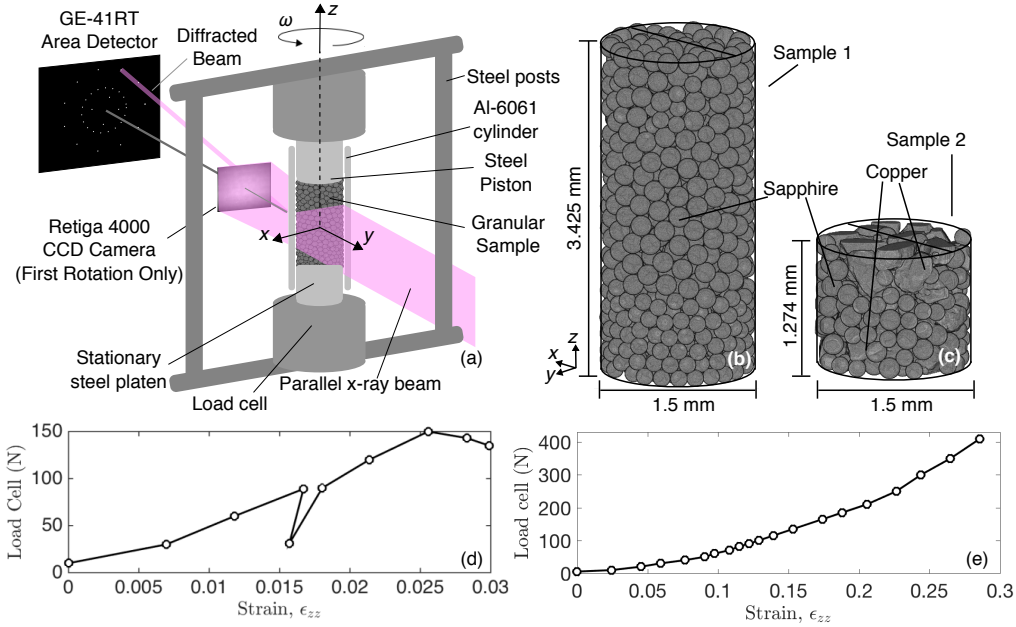 GE-41RT
Area Detector
Diffracted
Beam
ω
z
Steel posts
Al-6061
cylinder
Steel
Piston
Granular
Sample
x
y
Retiga 4000
CCD Camera
(First Rotation Only)
Stationary
steel platen
Load cell
Parallel x-ray beam
(a)
Sample 1
3.425 mm
Sapphire
(b)
z
x
y
1.5 mm
Sample 2
Copper
1.274 mm
(c)
1.5 mm
Load Cell (N)
150
100
50
0
0
0.005
0.01
0.015
0.02
0.025
0.03
Strain, ϵzz
(d)
Load cell (N)
400
300
200
100
0
0
0.05
0.1
0.15
0.2
0.25
0.3
Strain, ϵzz
(e)